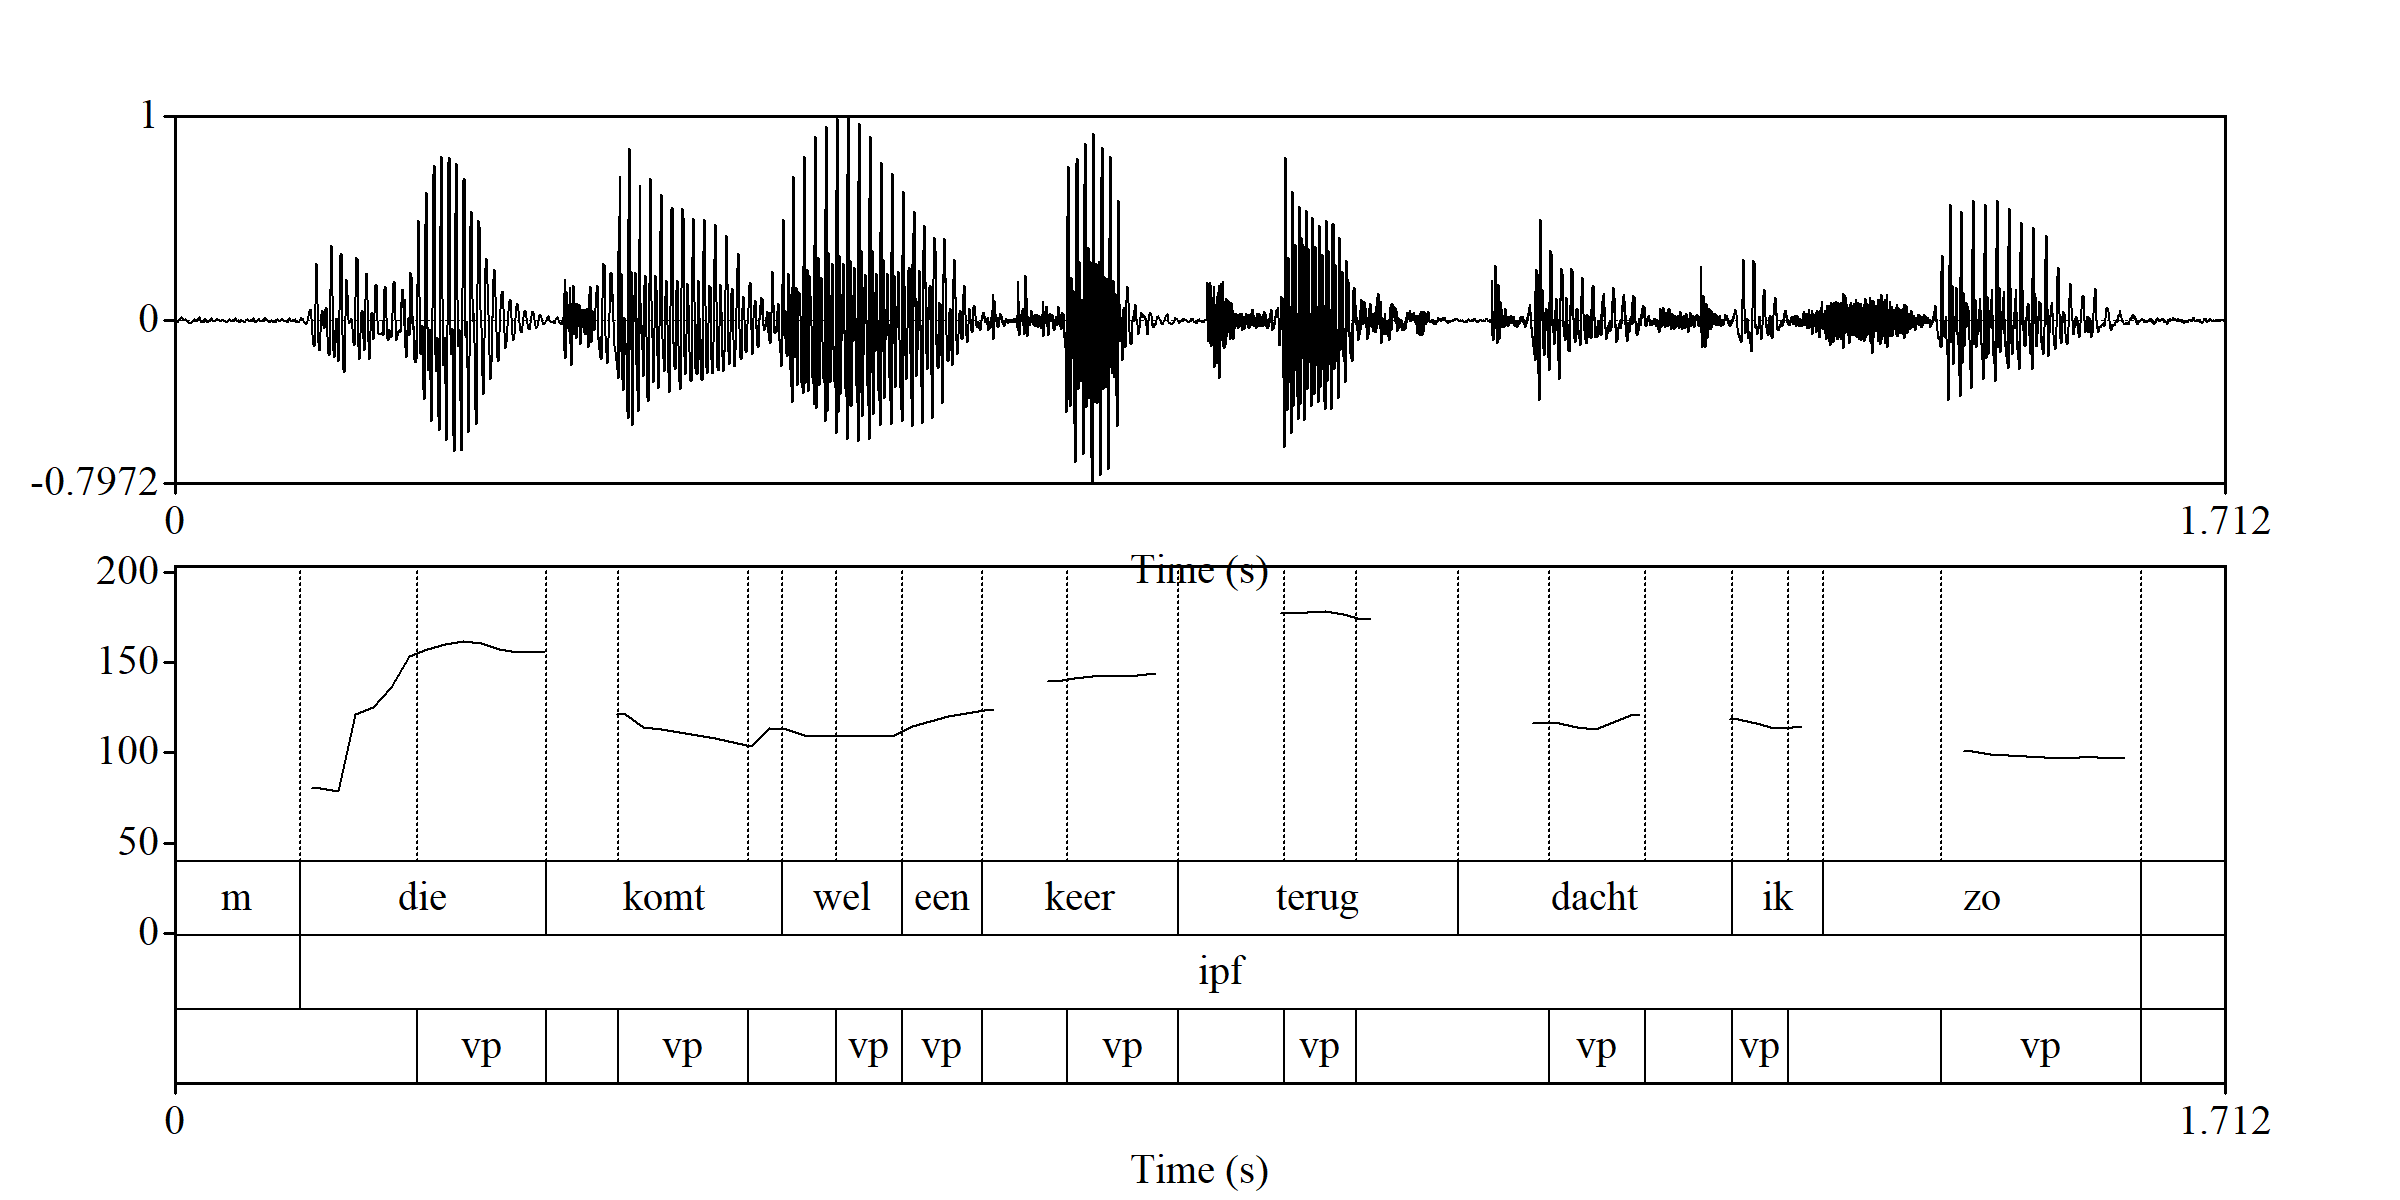 1
0
-0.7972
0 1.712
Time (s)
200
150
100
50
0
m die komt wel een keer terug dacht ik zo
ipf
vp vp vp vp vp vp vp vp vp
0 1.712
Time (s)